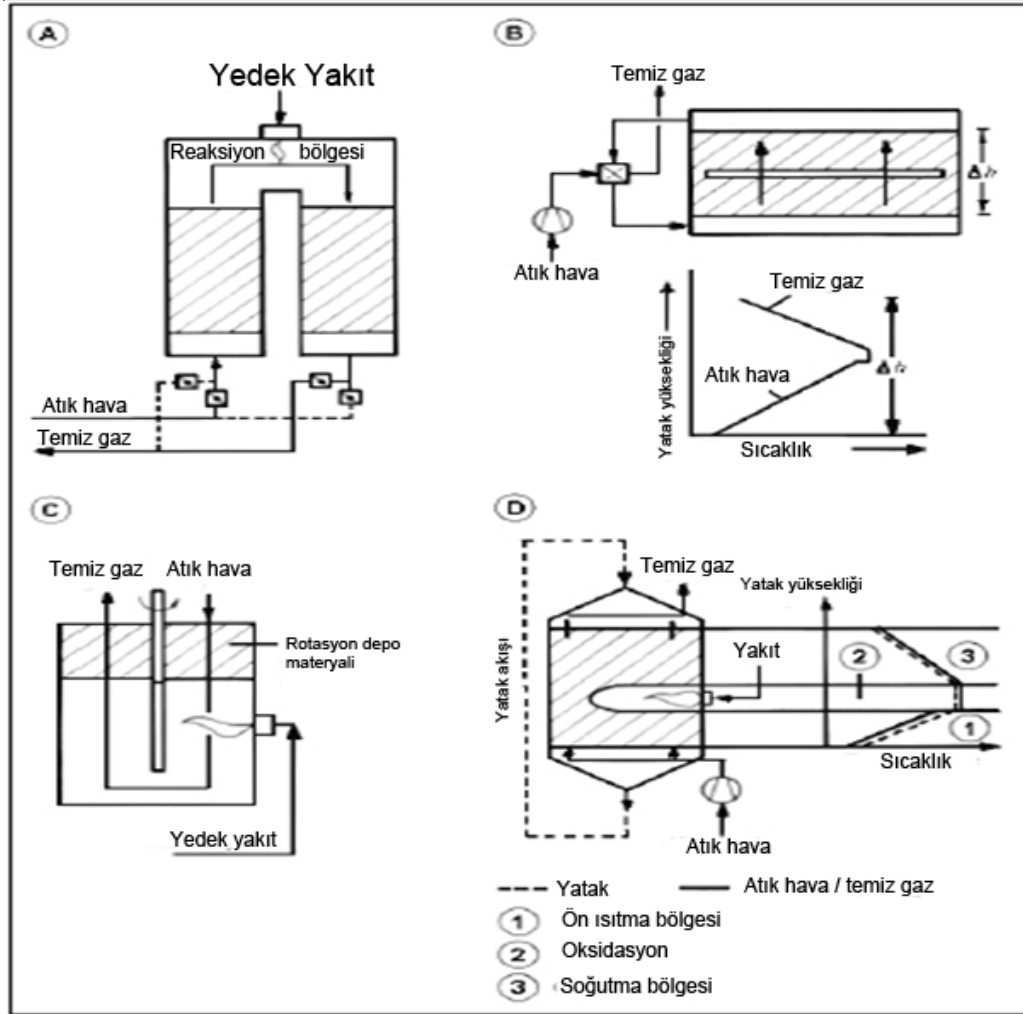 A
Yedek Yakıt
Reaksiyon bölgesi
Atık hava
Temiz gaz
B
Temiz gaz
Atık hava
Yatak yüksekliği
Temiz gaz
Atık hava
Sıcaklık
C
Temiz gaz
Atık hava
Rotasyon depo
materyali
Yedek yakıt
D
Temiz gaz
Yatak yüksekliği
Yatak akışı
Yakıt
2
3
1
Sıcaklık
Atık hava
Yatak
Atık hava / temiz gaz
1 Ön ısıtma bölgesi
2 Oksidasyon
3 Soğutma bölgesi